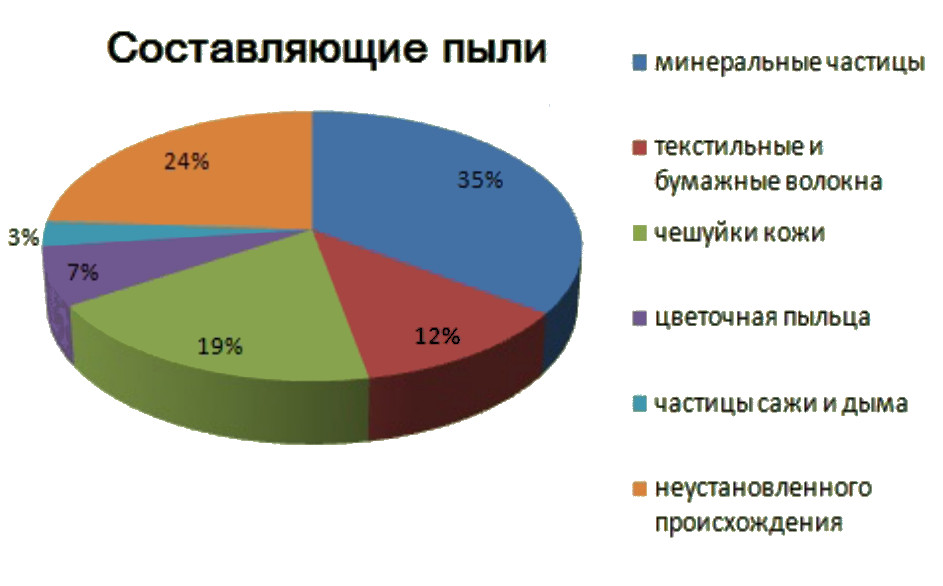 Составляющие пыли
24%
35%
3%
7%
19%
12%
минеральные частицы
текстильные и
бумажные волокна
чешуйки кожи
цветочная пыльца
частицы сажи и дыма
неустановленного
происхождения